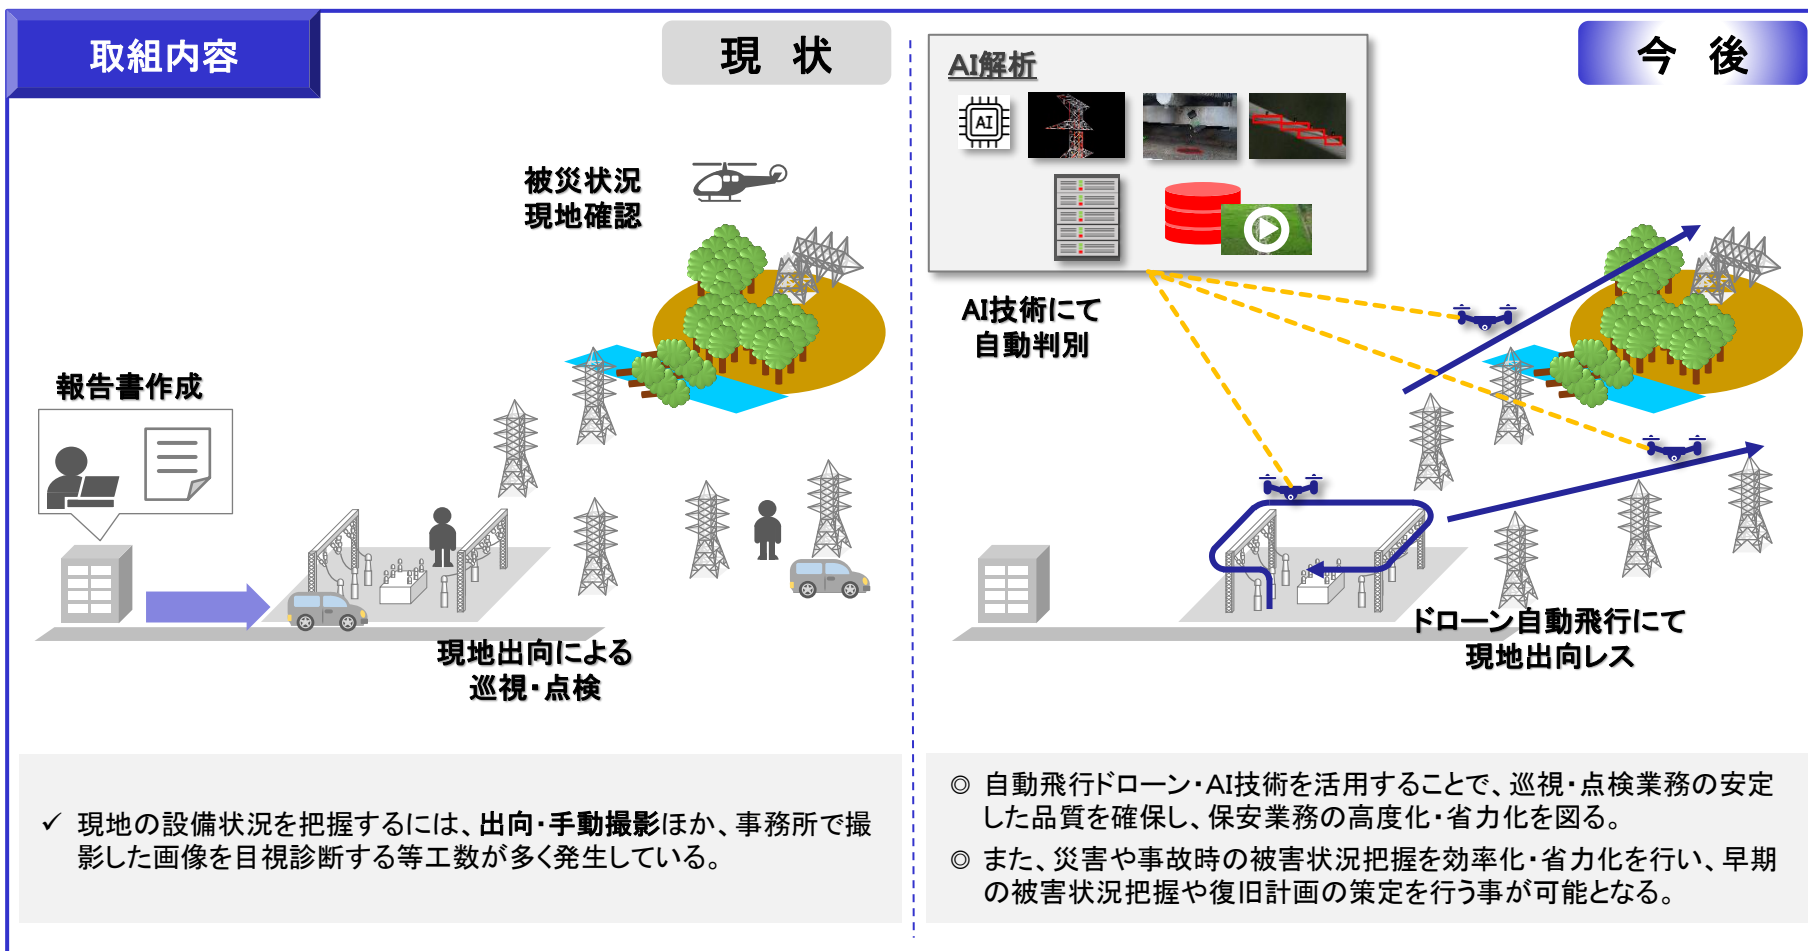 取組内容
現 状
被災状況
現地確認
報告書作成
現地出向による
巡視・点検
✓ 現地の設備状況を把握するには、出向・手動撮影ほか、事務所で撮
影した画像を目視診断する等工数が多く発生している。
今 後
AI解析
AI
AI技術にて
自動判別
ドローン自動飛行にて
現地出向レス
◎ 自動飛行ドローン・AI技術を活用することで、巡視・点検業務の安定
した品質を確保し、保安業務の高度化・省力化を図る。
◎ また、災害や事故時の被害状況把握を効率化・省力化を行い、早期
の被害状況把握や復旧計画の策定を行う事が可能となる。